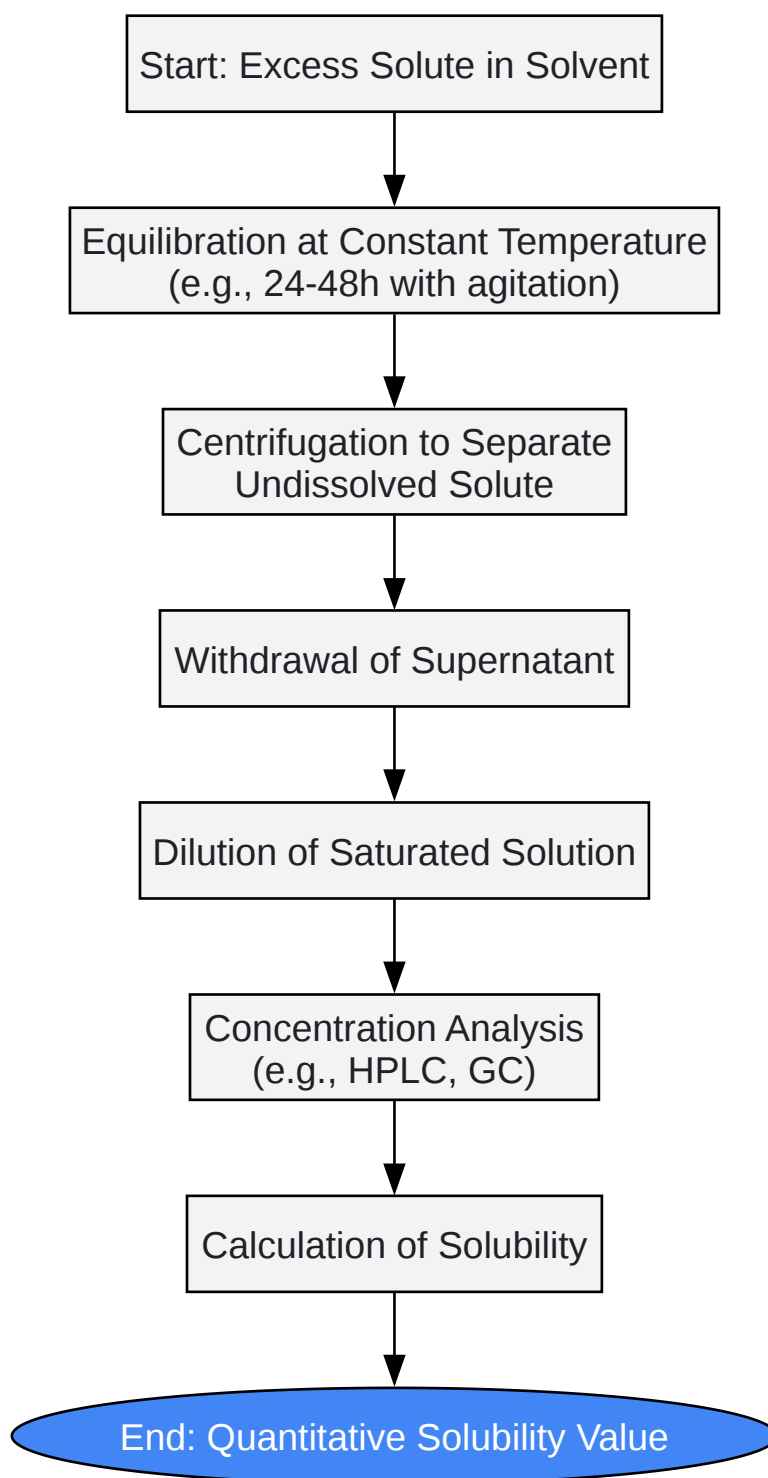 Start: Excess Solute in Solvent
Equilibration at Constant Temperature
(e.g., 24-48h with agitation)
Centrifugation to Separate
Undissolved Solute
Withdrawal of Supernatant
Dilution of Saturated Solution
Concentration Analysis
(e.g., HPLC, GC)
Calculation of Solubility
End: Quantitative Solubility Value